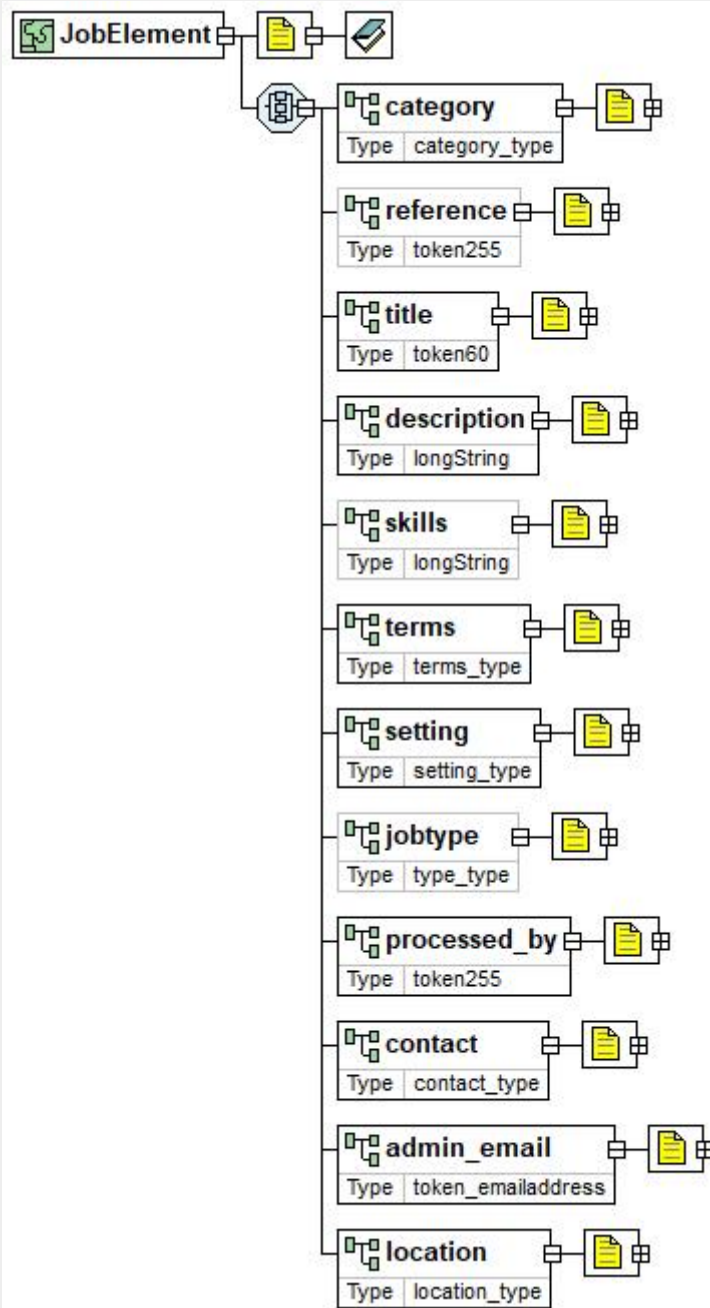 JobElement
category
Type category_type
reference
Type token255
title
Type token60
description
Type longString
skills
Type longString
terms
Type terms_type
setting
Type setting_type
jobtype
Type type_type
processed_by
Type token255
contact
Type contact_type
admin_email
Type token_emailaddress
location
Type location_type